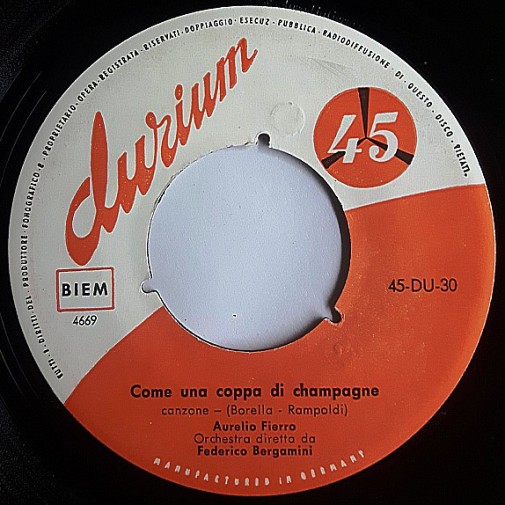 TUTTI I DIRITTI DEL PRODUTTORE FONOGRAFICO E PROPRIETARIO OPERA REGISTRATA · RISERVATI · DOPPIAGGIO · ESECUZ · PUBBLICA · RADIODIFFUSIONE · DI · QUESTO · DISCO · VIETATI.
durium
45
BIEM
4669
45-DU-30
Come una coppa di champagne
canzone – (Borella - Rampoldi)
Aurelio Fierro
Orchestra diretta da
Federico Bergamini
MANUFACTURED IN GERMANY